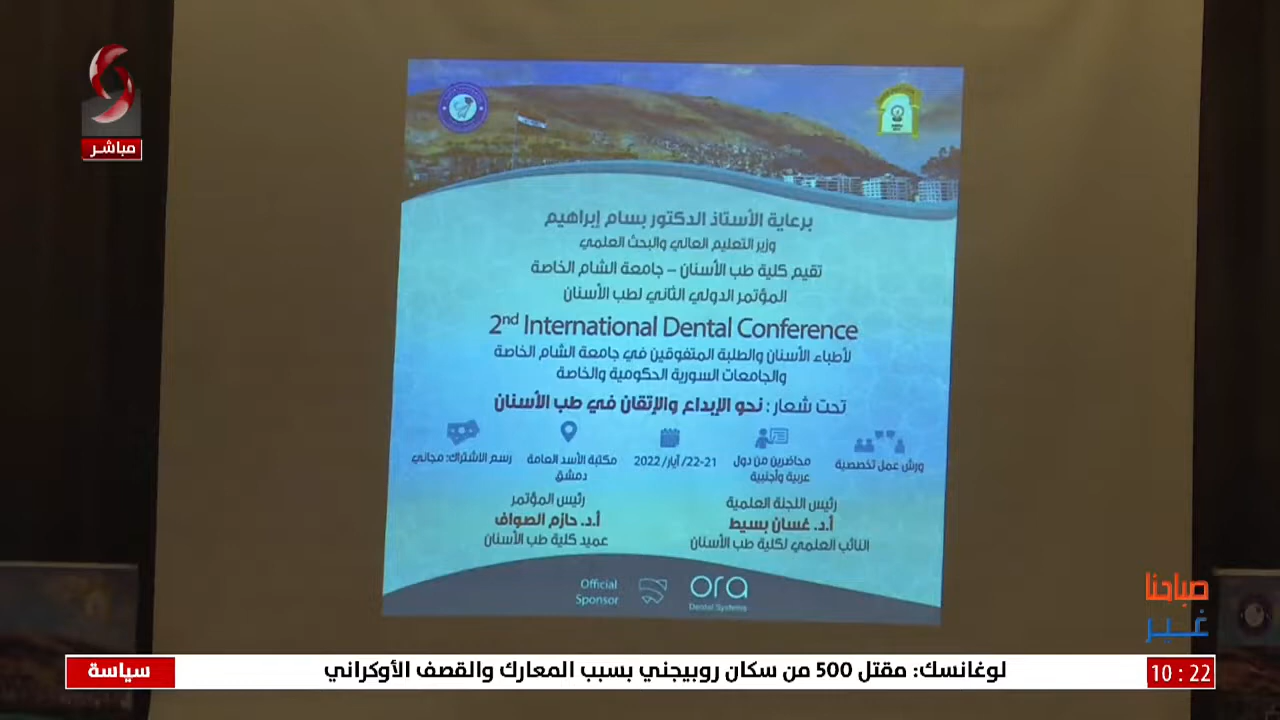 مباشر
برعاية الأستاذ الدكتور بسام إبراهيم
وزير التعليم العالي والبحث العلمي
تقيم كلية طب الأسنان – جامعة الشام الخاصة
المؤتمر الدولي الثاني لطب الأسنان
2nd International Dental Conference
لأطباء الأسنان والطلبة المتفوقين في جامعة الشام الخاصة
والجامعات السورية الحكومية والخاصة
تحت شعار : نحو الإبداع والإتقان في طب الأسنان
ورش عمل تخصصية
محاضرين من دول
عربية وأجنبية
22-21/ آيار/ 2022
مكتبة الأسد العامة
دمشق
رسم الاشتراك: مجاني
رئيس اللجنة العلمية
أ.د. غسان بسيط
النائب العلمي لكلية طب الأسنان
رئيس المؤتمر
أ.د. حازم الصواف
عميد كلية طب الأسنان
Official
Sponsor
ora
Dental Systems
صباحنا
غير
سياسة
لوغانسك: مقتل 500 من سكان روبيجني بسبب المعارك والقصف الأوكراني
10 : 22